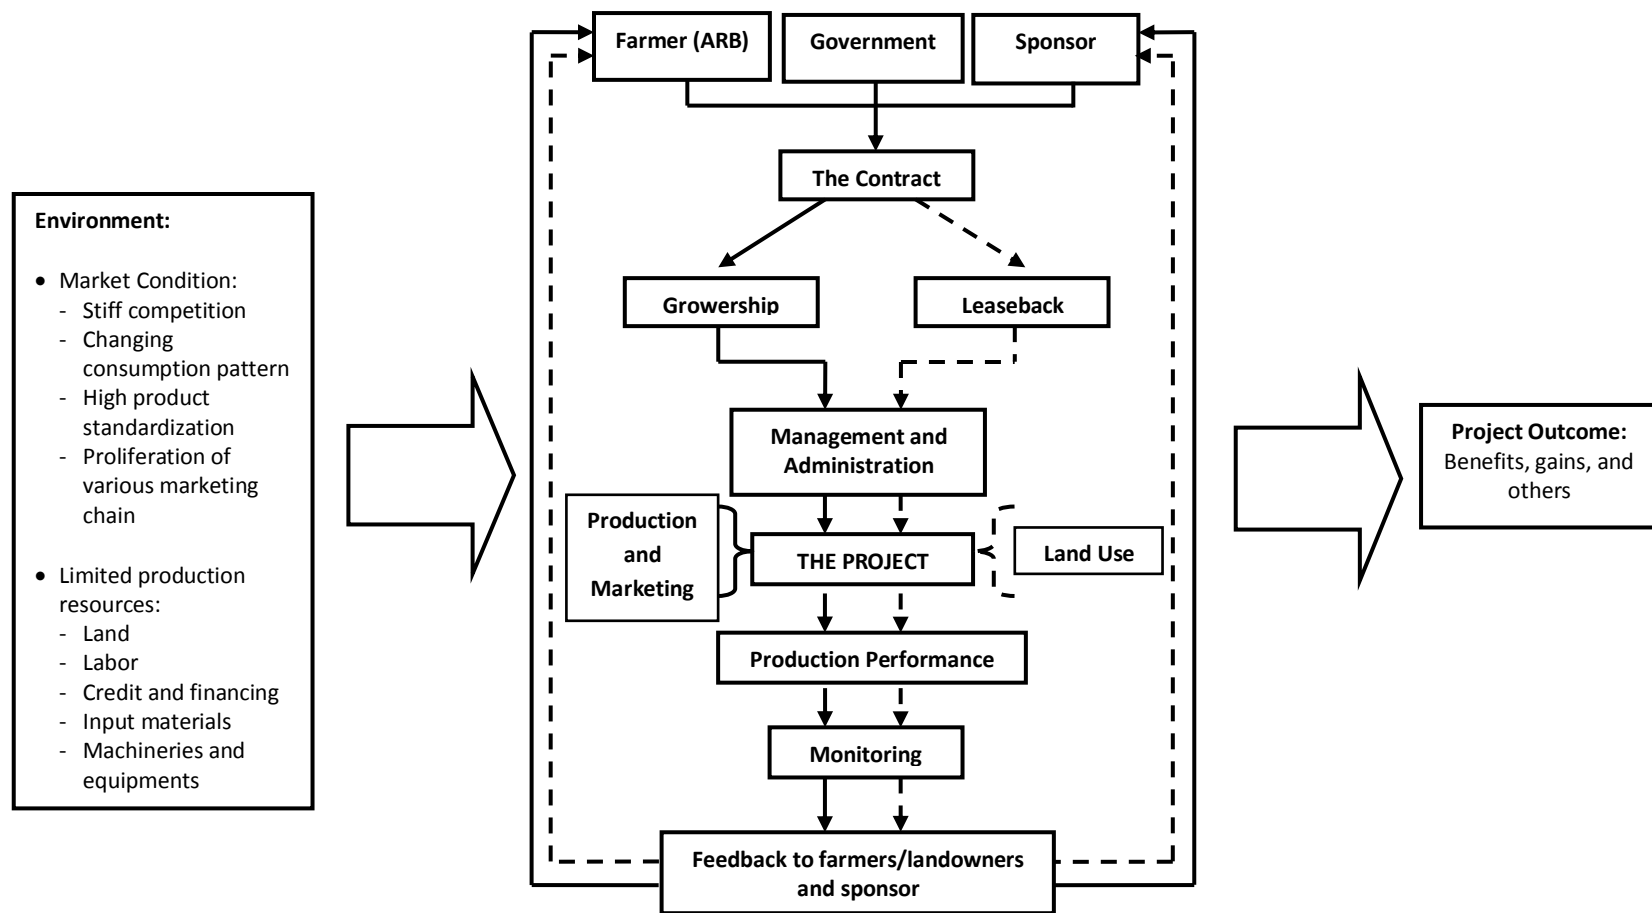 Farmer (ARB)
Government
Sponsor
The Contract
Growership
Leaseback
Management and
Administration
Production
and
Marketing
THE PROJECT
Land Use
Production Performance
Monitoring
Feedback to farmers/landowners
and sponsor
Environment:
• Market Condition:
- Stiff competition
- Changing
consumption pattern
- High product
standardization
- Proliferation of
various marketing
chain
• Limited production
resources:
- Land
- Labor
- Credit and financing
- Input materials
- Machineries and
equipments
Project Outcome:
Benefits, gains, and
others